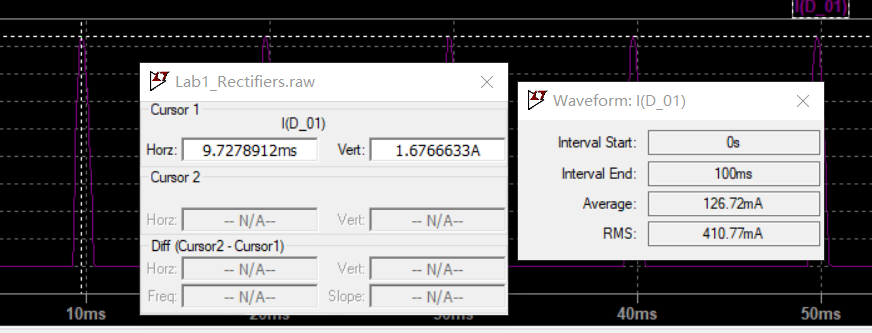 I(D_01)
Lab1_Rectifiers.raw
Cursor 1
I(D_01)
Horz: 9.7278912ms Vert: 1.6766633A
Cursor 2
Horz: -- N/A-- Vert: -- N/A--
Diff (Cursor2 - Cursor1)
Horz: -- N/A-- Vert: -- N/A--
Freq: -- N/A-- Slope: -- N/A--
Waveform: I(D_01)
Interval Start: 0s
Interval End: 100ms
Average: 126.72mA
RMS: 410.77mA
10ms 40ms 50ms